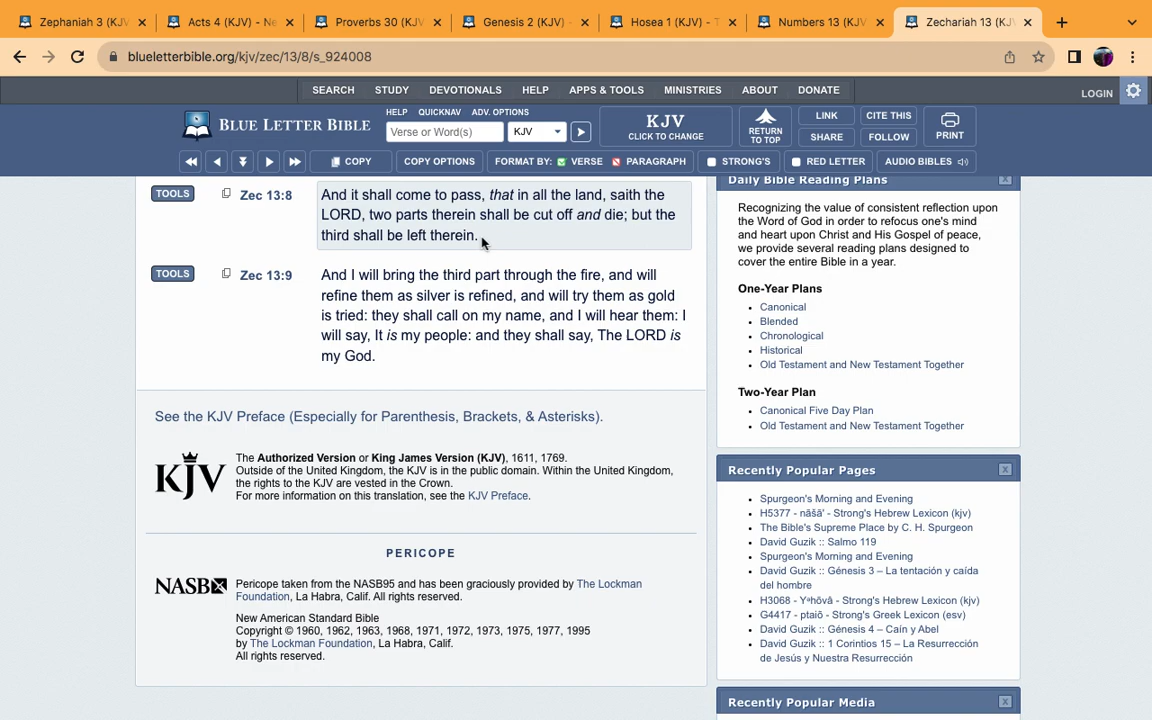 Zephaniah 3 (KJV
Acts 4 (KJV) - Ne
Proverbs 30 (KJV
Genesis 2 (KJV) -
Hosea 1 (KJV) - T
Numbers 13 (KJV
Zechariah 13 (KJ
blueletterbible.org/kjv/zec/13/8/s_924008
SEARCH STUDY DEVOTIONALS HELP APPS & TOOLS MINISTRIES ABOUT DONATE LOGIN
BLUE LETTER BIBLE
HELP QUICKNAV ADV. OPTIONS
Verse or Word(s) KJV
KJV
CLICK TO CHANGE
RETURN
TO TOP
LINK CITE THIS
SHARE FOLLOW
PRINT
COPY COPY OPTIONS FORMAT BY: VERSE PARAGRAPH STRONG'S RED LETTER AUDIO BIBLES
TOOLS Zec 13:8 And it shall come to pass, that in all the land, saith the
LORD, two parts therein shall be cut off and die; but the
third shall be left therein.
TOOLS Zec 13:9 And I will bring the third part through the fire, and will
refine them as silver is refined, and will try them as gold
is tried: they shall call on my name, and I will hear them: I
will say, It is my people: and they shall say, The LORD is
my God.
See the KJV Preface (Especially for Parenthesis, Brackets, & Asterisks).
KJV
The Authorized Version or King James Version (KJV), 1611, 1769.
Outside of the United Kingdom, the KJV is in the public domain. Within the United Kingdom,
the rights to the KJV are vested in the Crown.
For more information on this translation, see the KJV Preface.
PERICOPE
NASB
Pericope taken from the NASB95 and has been graciously provided by The Lockman
Foundation, La Habra, Calif. All rights reserved.
New American Standard Bible
Copyright © 1960, 1962, 1963, 1968, 1971, 1972, 1973, 1975, 1977, 1995
by The Lockman Foundation, La Habra, Calif.
All rights reserved.
Daily Bible Reading Plans
Recognizing the value of consistent reflection upon
the Word of God in order to refocus one's mind
and heart upon Christ and His Gospel of peace,
we provide several reading plans designed to
cover the entire Bible in a year.
One-Year Plans
Canonical
Blended
Chronological
Historical
Old Testament and New Testament Together
Two-Year Plan
Canonical Five Day Plan
Old Testament and New Testament Together
Recently Popular Pages
Spurgeon's Morning and Evening
H5377 - nāšā' - Strong's Hebrew Lexicon (kjv)
The Bible's Supreme Place by C. H. Spurgeon
David Guzik :: Salmo 119
Spurgeon's Morning and Evening
David Guzik :: Génesis 3 – La tentación y caída
del hombre
H3068 - Yᵊhōvâ - Strong's Hebrew Lexicon (kjv)
G4417 - ptaiō - Strong's Greek Lexicon (esv)
David Guzik :: Génesis 4 – Caín y Abel
David Guzik :: 1 Corintios 15 – La Resurrección
de Jesús y Nuestra Resurrección
Recently Popular Media